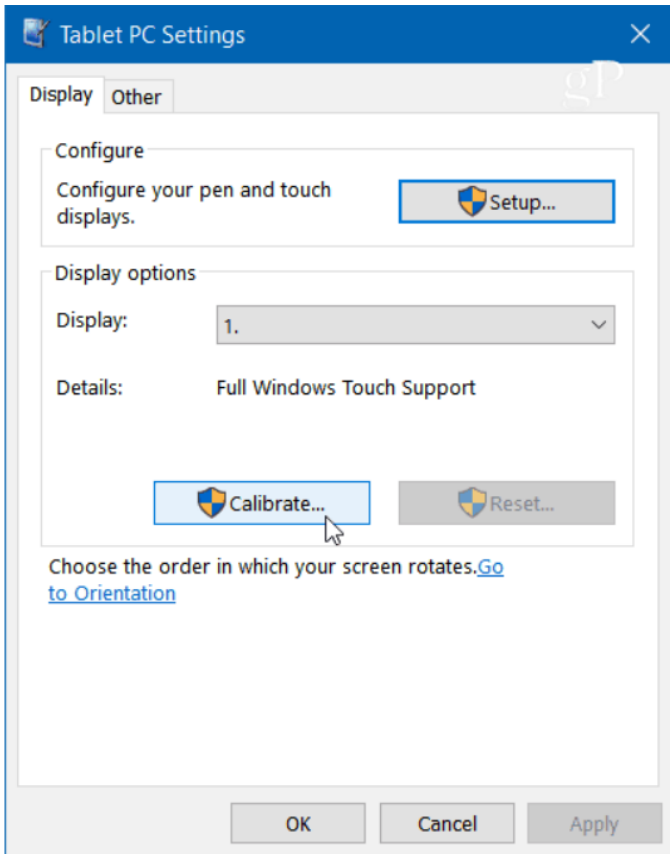 Tablet PC Settings
gP
Display Other
Configure
Configure your pen and touch
displays.
Setup...
Display options
Display: 1.
Details: Full Windows Touch Support
Calibrate... Reset...
Choose the order in which your screen rotates.Go
to Orientation
OK Cancel Apply